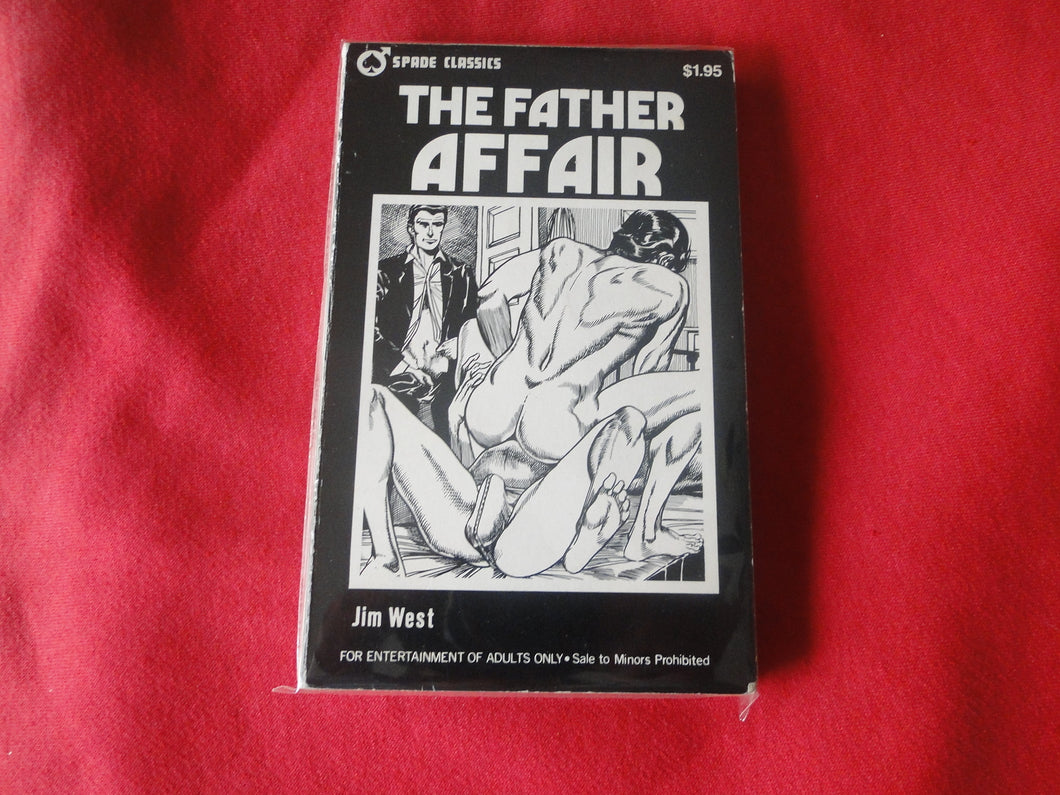 SPADE CLASSICS
$1.95
THE FATHER
AFFAIR
Jim West
FOR ENTERTAINMENT OF ADULTS ONLY • Sale to Minors Prohibited